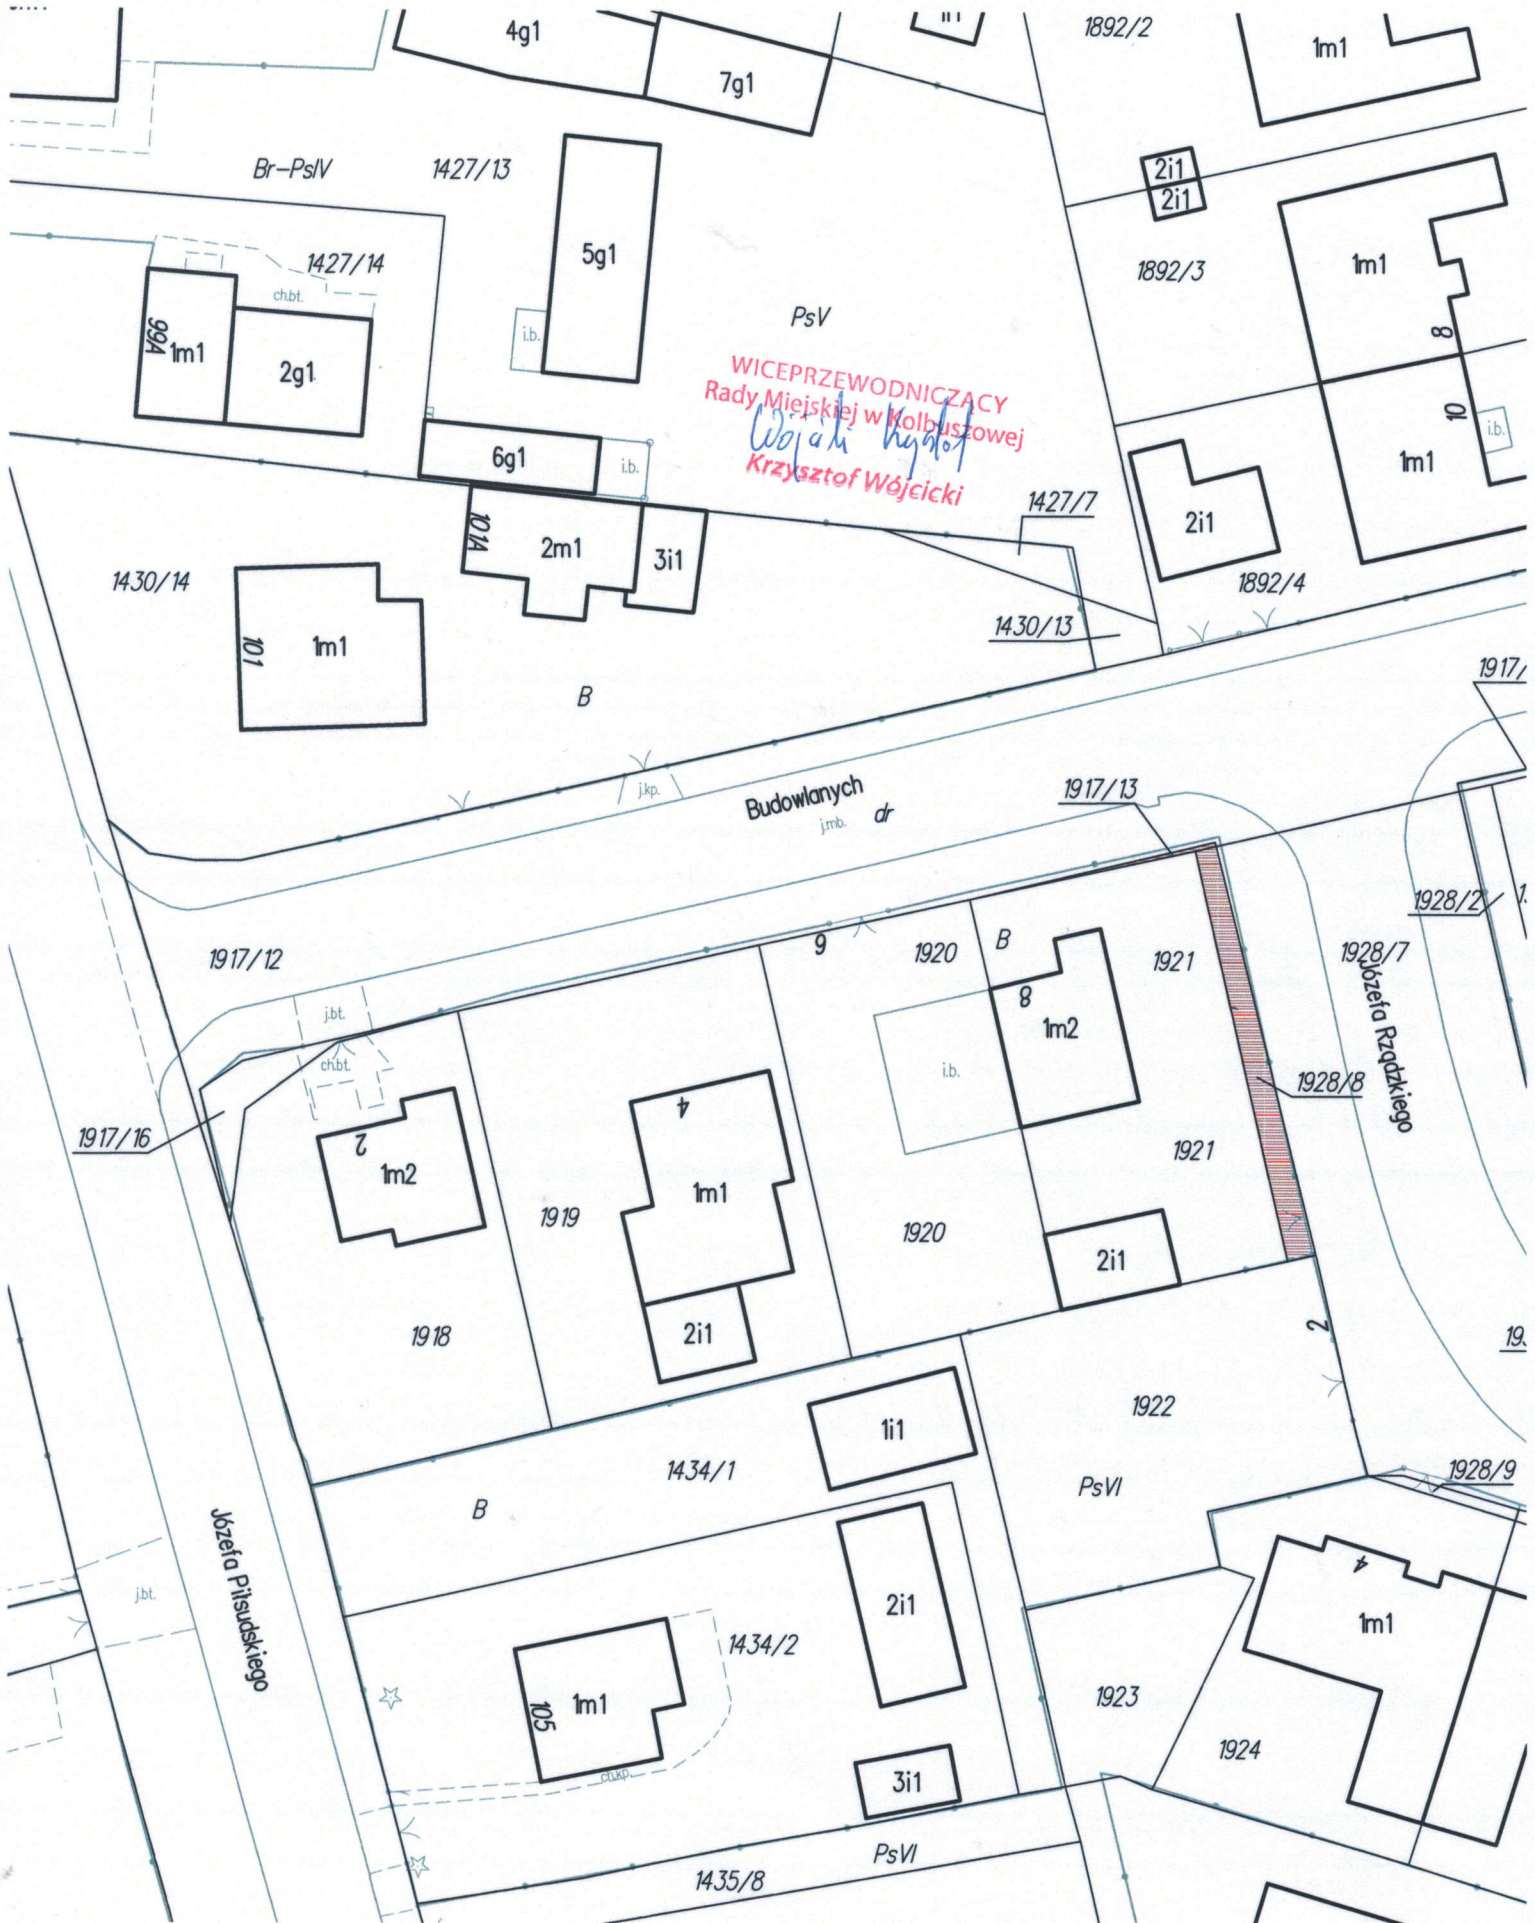 4g1
7g1
1892/2
1m1
Br-PsIV
1427/13
5g1
2i1
2i1
1892/3
1m1
8
1427/14
ch.bt.
99A
1m1
2g1
i.b.
PsV
WICEPRZEWODNICZĄCY
Rady Miejskiej w Kolbuszowej
Krzysztof Wójcicki
6g1
i.b.
10
i.b.
1m1
1427/7
2i1
1892/4
101A
2m1
3i1
1430/14
101
1m1
1430/13
B
1917/
j.kp.
Budowlanych
dr
j.mb.
1917/13
1928/2
1917/12
6
1920
B
1921
1928/7
j.bt.
ch.bt.
8
1m2
i.b.
Józefa Rządzkiego
1928/8
1917/16
2
1m2
4
1m1
1919
1920
1921
2i1
1918
2i1
2
1922
1i1
1434/1
B
PsVI
1928/9
Józefa Piłsudskiego
j.bt.
2i1
4
1m1
1434/2
105
1m1
ch.kp.
1923
1924
3i1
PsVI
1435/8